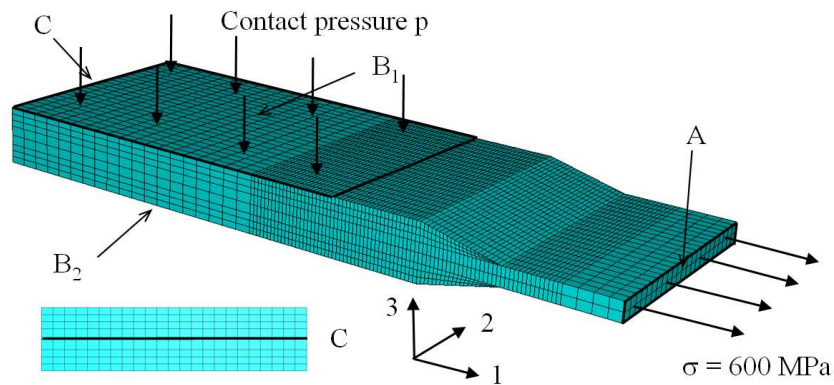 C
Contact pressure p
B₁
A
B₂
C
3
2
1
σ = 600 MPa